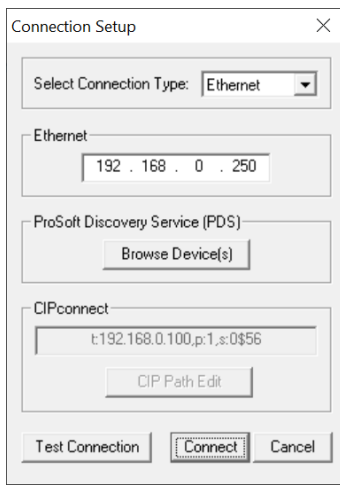 Connection Setup
Select Connection Type: Ethernet
Ethernet
192 . 168 . 0 . 250
ProSoft Discovery Service (PDS)
Browse Device(s)
CIPconnect
t:192.168.0.100,p:1,s:0$56
CIP Path Edit
Test Connection Connect Cancel